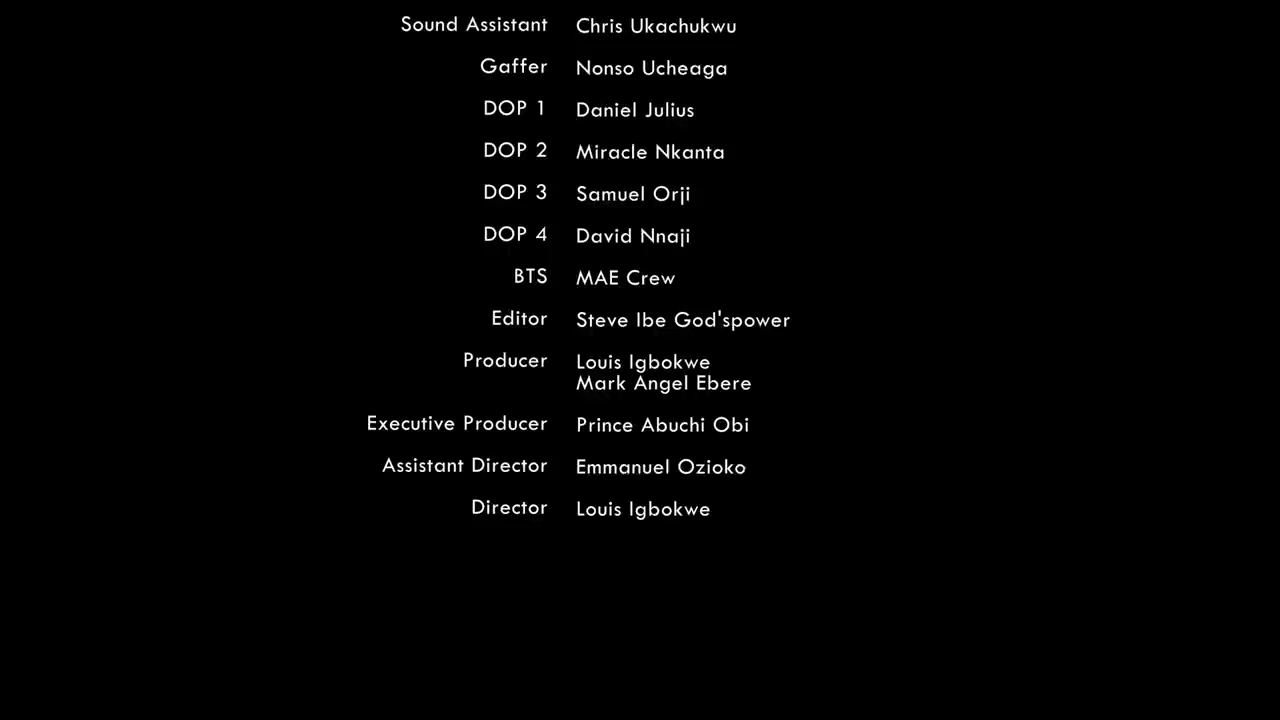 Sound Assistant Chris Ukachukwu
Gaffer Nonso Ucheaga
DOP 1 Daniel Julius
DOP 2 Miracle Nkanta
DOP 3 Samuel Orji
DOP 4 David Nnaji
BTS MAE Crew
Editor Steve Ibe God'spower
Producer Louis Igbokwe
Mark Angel Ebere
Executive Producer Prince Abuchi Obi
Assistant Director Emmanuel Ozioko
Director Louis Igbokwe